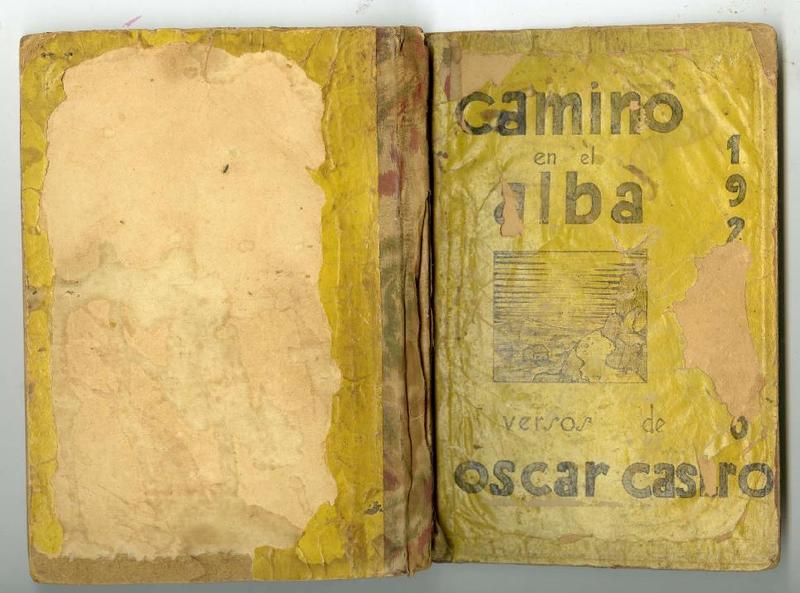 camino
en el
alba
192
versos de
oscar castro